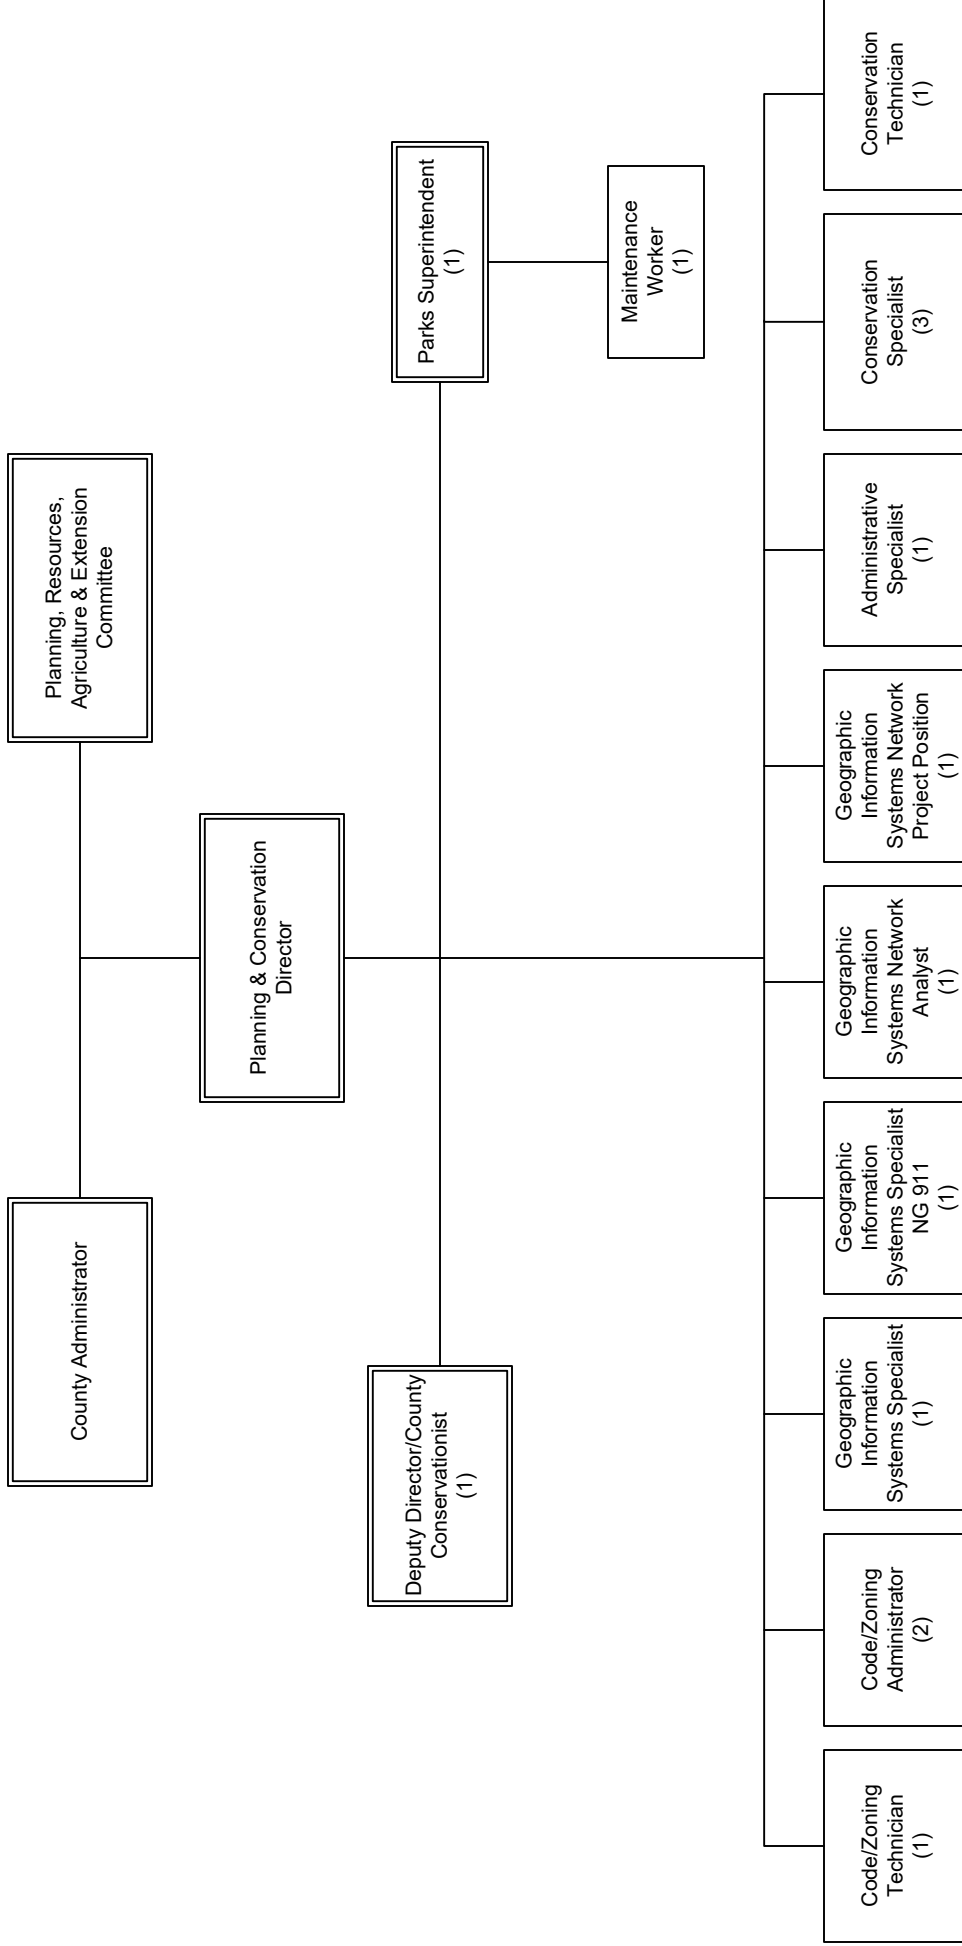 County Administrator
Planning, Resources,
Agriculture & Extension
Committee
Planning & Conservation
Director
Deputy Director/County
Conservationist
(1)
Parks Superintendent
(1)
Maintenance
Worker
(1)
Code/Zoning
Technician
(1)
Code/Zoning
Administrator
(2)
Geographic
Information
Systems Specialist
(1)
Geographic
Information
Systems Specialist
NG 911
(1)
Geographic
Information
Systems Network
Analyst
(1)
Geographic
Information
Systems Network
Project Position
(1)
Administrative
Specialist
(1)
Conservation
Specialist
(3)
Conservation
Technician
(1)